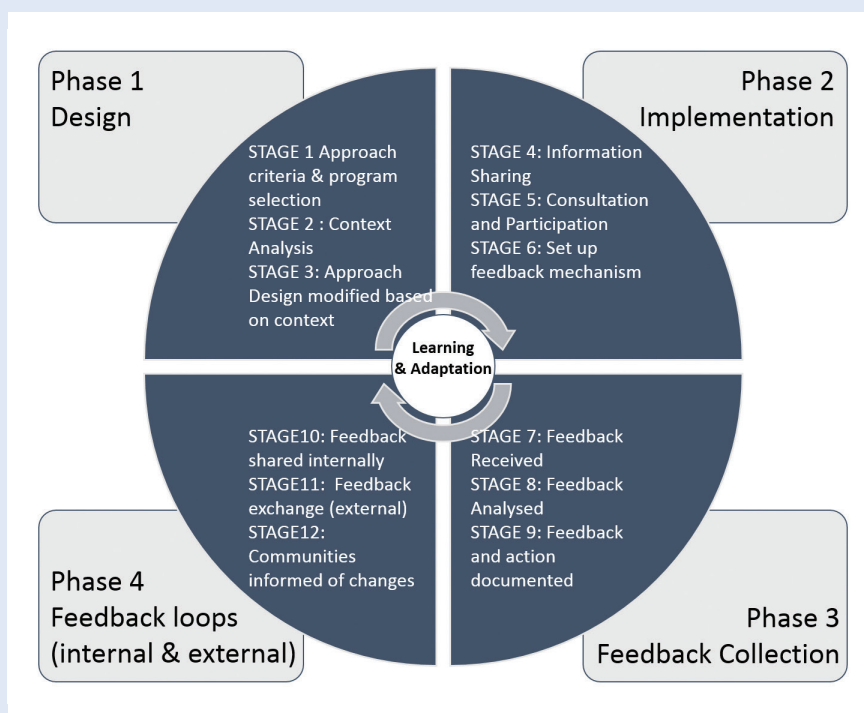 Phase 1
Design
STAGE 1 Approach
criteria & program
selection
STAGE 2 : Context
Analysis
STAGE 3: Approach
Design modified based
on context
Phase 2
Implementation
STAGE 4: Information
Sharing
STAGE 5: Consultation
and Participation
STAGE 6: Set up
feedback mechanism
Learning
& Adaptation
STAGE 7: Feedback
Received
STAGE 8: Feedback
Analysed
STAGE 9: Feedback
and action
documented
Phase 3
Feedback Collection
STAGE10: Feedback
shared internally
STAGE11:  Feedback
exchange (external)
STAGE12:
Communities
informed of changes
Phase 4
Feedback loops
(internal & external)